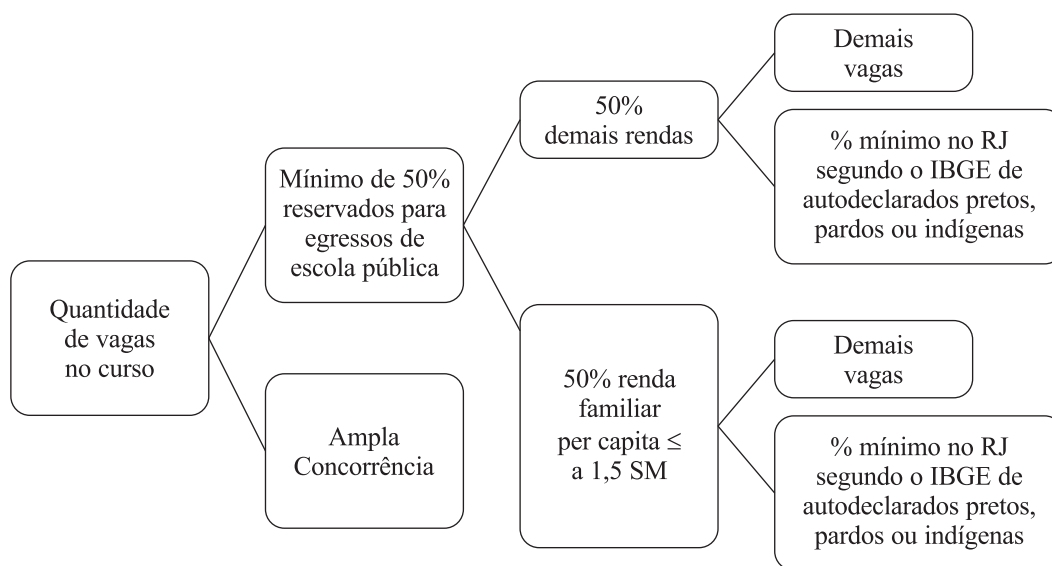 Quantidade
de vagas
no curso
Mínimo de 50%
reservados para
egressos de
escola pública
Ampla
Concorrência
50%
demais rendas
50% renda
familiar
per capita ≤
a 1,5 SM
Demais
vagas
% mínimo no RJ
segundo o IBGE de
autodeclarados pretos,
pardos ou indígenas
Demais
vagas
% mínimo no RJ
segundo o IBGE de
autodeclarados pretos,
pardos ou indígenas